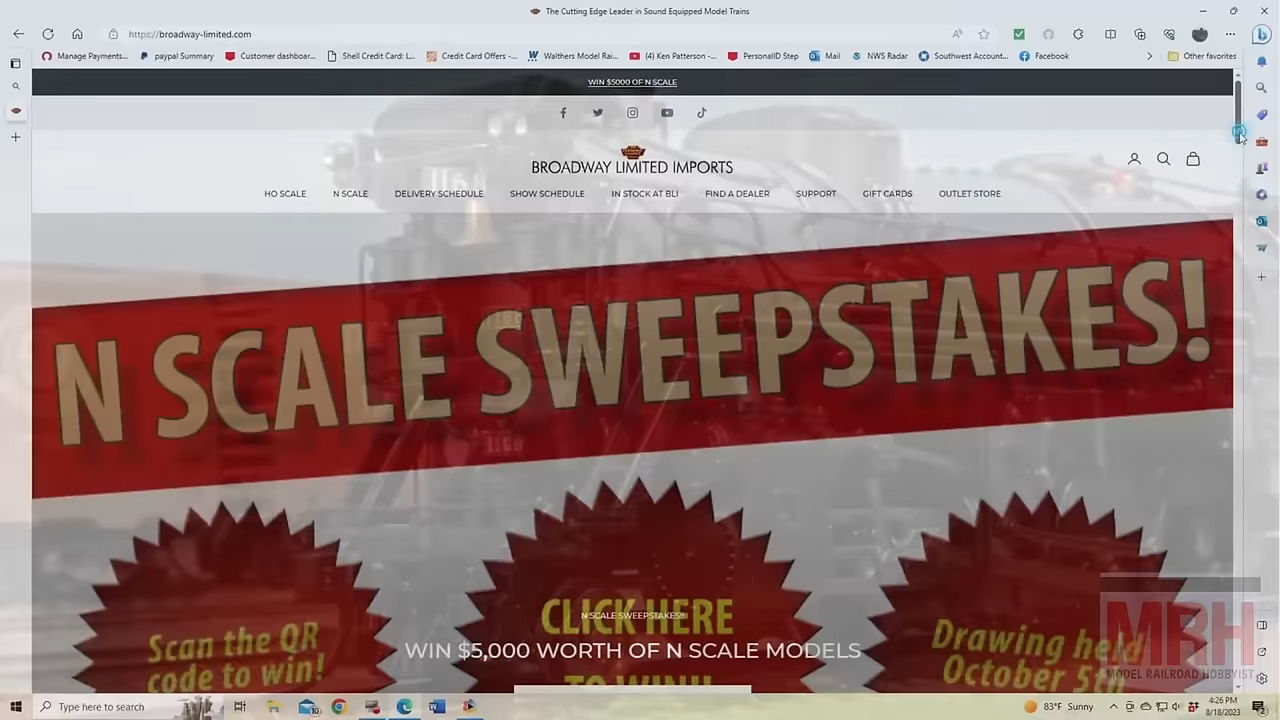 The Cutting Edge Leader in Sound Equipped Model Trains
https://broadway-limited.com
Manage Payments... paypal Summary Customer dashboar... Shell Credit Card: L... Credit Card Offers -... Walthers Model Rai... (4) Ken Patterson -... PersonalID Step Mail NWS Radar Southwest Account... Facebook Other favorites
WIN $5000 OF N SCALE
BROADWAY LIMITED IMPORTS
HO SCALE N SCALE DELIVERY SCHEDULE SHOW SCHEDULE IN STOCK AT BLI FIND A DEALER SUPPORT GIFT CARDS OUTLET STORE
N SCALE SWEEPSTAKES!
Scan the QR
code to win!
CLICK HERE
TO WIN!!
N SCALE SWEEPSTAKES!!
WIN $5,000 WORTH OF N SCALE MODELS
Drawing held
October 5th
MRH
MODEL RAILROAD HOBBYIST
Type here to search
10
83°F Sunny
4:26 PM
8/18/2023